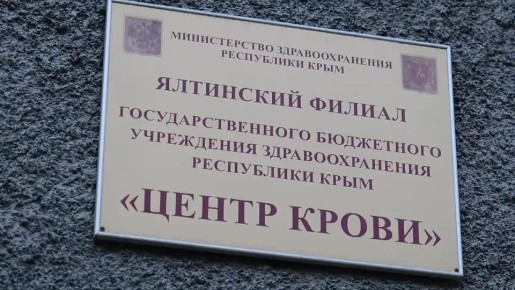 МИНИСТЕРСТВО ЗДРАВООХРАНЕНИЯ
РЕСПУБЛИКИ КРЫМ
ЯЛТИНСКИЙ ФИЛИАЛ
ГОСУДАРСТВЕННОГО БЮДЖЕТНОГО
УЧРЕЖДЕНИЯ ЗДРАВООХРАНЕНИЯ
РЕСПУБЛИКИ КРЫМ
«ЦЕНТР КРОВИ»